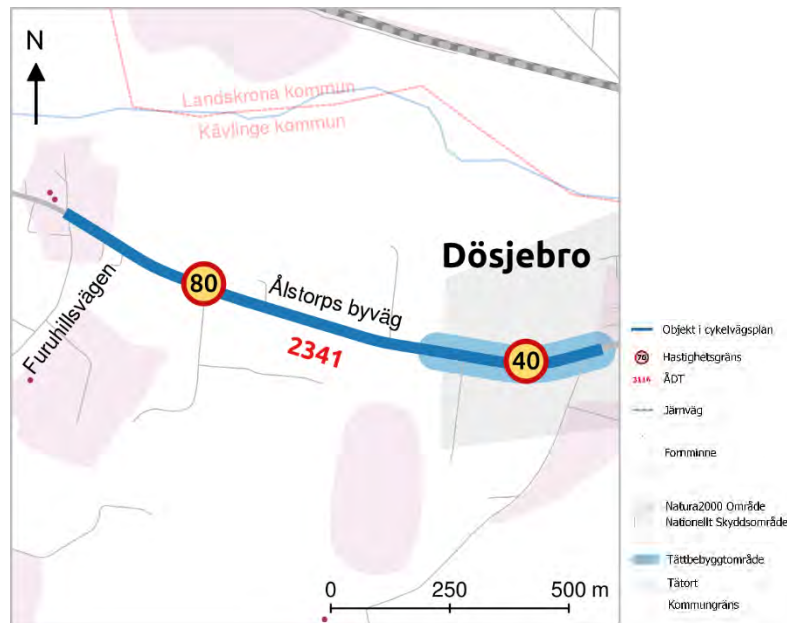 N
Landskrona kommun
Kävlinge kommun
Dösjebro
80
Ålstorps byväg
Furuhillsvägen
2341
40
0 250 500 m
Objekt i cykelvägsplan
70 Hastighetsgräns
3116 ÅDT
Järnväg
Fornminne
Natura2000 Område
Nationellt Skyddsområde
Tättbebyggtområde
Tätort
Kommungräns